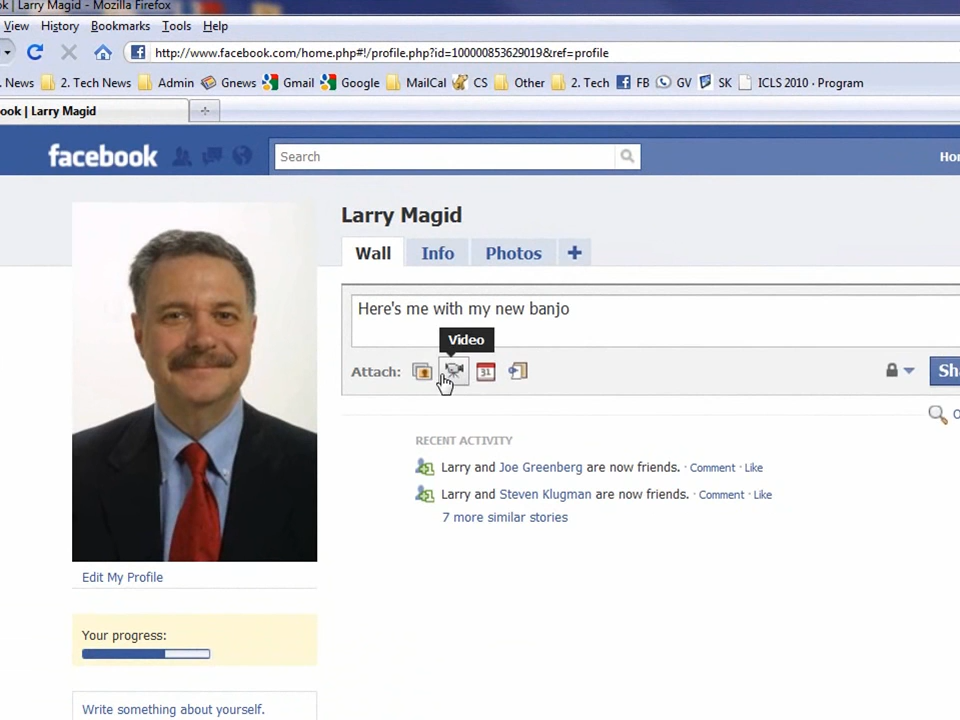 ok | Larry Magid - Mozilla Firefox
View History Bookmarks Tools Help
http://www.facebook.com/home.php#!/profile.php?id=100000853629019&ref=profile
. News 2. Tech News Admin Gnews Gmail Google MailCal CS Other 2. Tech FB GV SK ICLS 2010 · Program
ook | Larry Magid
facebook Search Ho
Larry Magid
Wall Info Photos +
Here's me with my new banjo
Video
Attach: 31 Sh
RECENT ACTIVITY
Larry and Joe Greenberg are now friends. · Comment · Like
Larry and Steven Klugman are now friends. · Comment · Like
7 more similar stories
Edit My Profile
Your progress:
Write something about yourself.